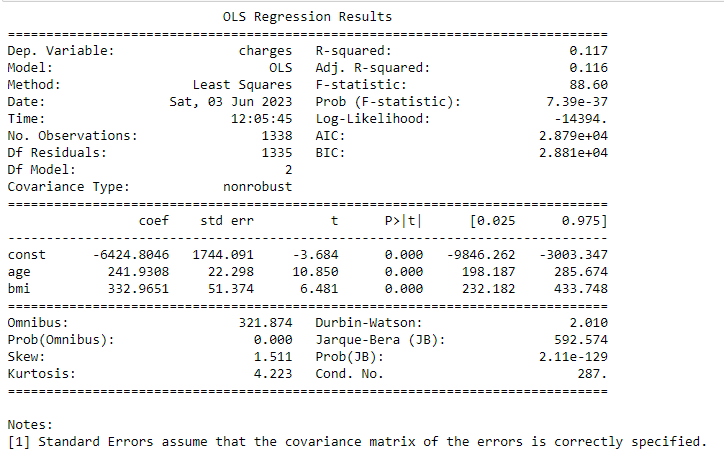 OLS Regression Results
==============================================================================
Dep. Variable:                charges   R-squared:                       0.117
Model:                            OLS   Adj. R-squared:                  0.116
Method:                 Least Squares   F-statistic:                     88.60
Date:                Sat, 03 Jun 2023   Prob (F-statistic):           7.39e-37
Time:                        12:05:45   Log-Likelihood:                -14394.
No. Observations:                1338   AIC:                         2.879e+04
Df Residuals:                    1335   BIC:                         2.881e+04
Df Model:                           2
Covariance Type:            nonrobust
==============================================================================
                 coef    std err          t      P>|t|      [0.025      0.975]
------------------------------------------------------------------------------
const      -6424.8046   1744.091     -3.684      0.000   -9846.262   -3003.347
age          241.9308     22.298     10.850      0.000     198.187     285.674
bmi          332.9651     51.374      6.481      0.000     232.182     433.748
==============================================================================
Omnibus:                      321.874   Durbin-Watson:                   2.010
Prob(Omnibus):                  0.000   Jarque-Bera (JB):              592.574
Skew:                           1.511   Prob(JB):                    2.11e-129
Kurtosis:                       4.223   Cond. No.                         287.
==============================================================================
Notes:
[1] Standard Errors assume that the covariance matrix of the errors is correctly specified.